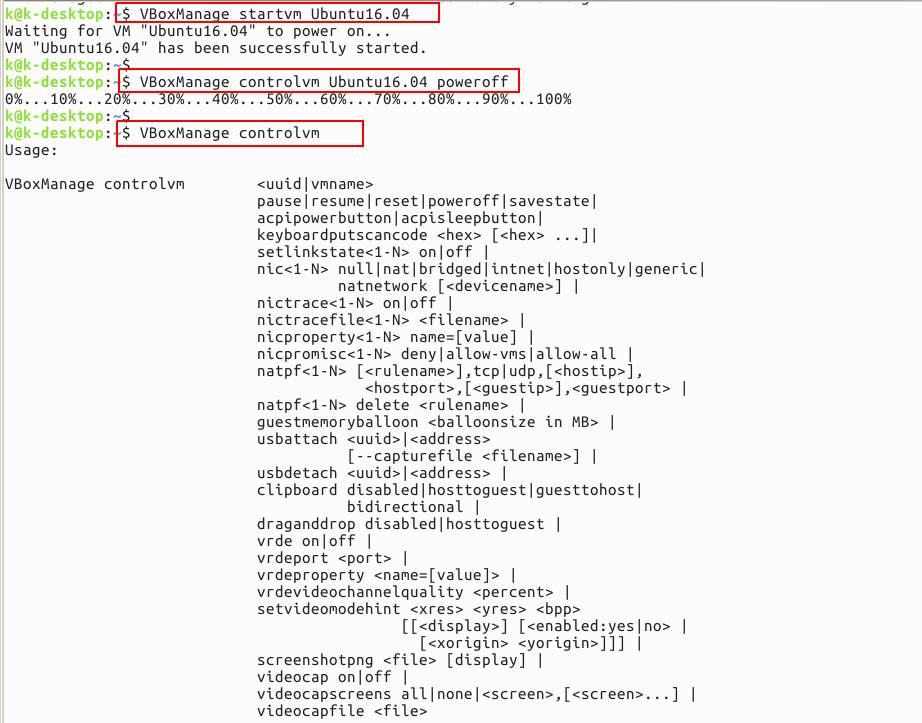 k@k-desktop:~$ VBoxManage startvm Ubuntu16.04
Waiting for VM "Ubuntu16.04" to power on...
VM "Ubuntu16.04" has been successfully started.
k@k-desktop:~$
k@k-desktop:~$ VBoxManage controlvm Ubuntu16.04 poweroff
0%...10%...20%...30%...40%...50%...60%...70%...80%...90%...100%
k@k-desktop:~$
k@k-desktop:~$ VBoxManage controlvm
Usage:

VBoxManage controlvm        <uuid|vmname>
                            pause|resume|reset|poweroff|savestate|
                            acpipowerbutton|acpisleepbutton|
                            keyboardputscancode <hex> [<hex> ...]|
                            setlinkstate<1-N> on|off |
                            nic<1-N> null|nat|bridged|intnet|hostonly|generic|
                                     natnetwork [<devicename>] |
                            nictrace<1-N> on|off |
                            nictracefile<1-N> <filename> |
                            nicproperty<1-N> name=[value] |
                            nicpromisc<1-N> deny|allow-vms|allow-all |
                            natpf<1-N> [<rulename>],tcp|udp,[<hostip>],
                                        <hostport>,[<guestip>],<guestport> |
                            natpf<1-N> delete <rulename> |
                            guestmemoryballoon <balloonsize in MB> |
                            usbattach <uuid>|<address>
                                      [--capturefile <filename>] |
                            usbdetach <uuid>|<address> |
                            clipboard disabled|hosttoguest|guesttohost|
                                      bidirectional |
                            draganddrop disabled|hosttoguest |
                            vrde on|off |
                            vrdeport <port> |
                            vrdeproperty <name=[value]> |
                            vrdevideochannelquality <percent> |
                            setvideomodehint <xres> <yres> <bpp>
                                            [[<display>] [<enabled:yes|no> |
                                              [<xorigin> <yorigin>]]] |
                            screenshotpng <file> [display] |
                            videocap on|off |
                            videocapscreens all|none|<screen>,[<screen>...] |
                            videocapfile <file>